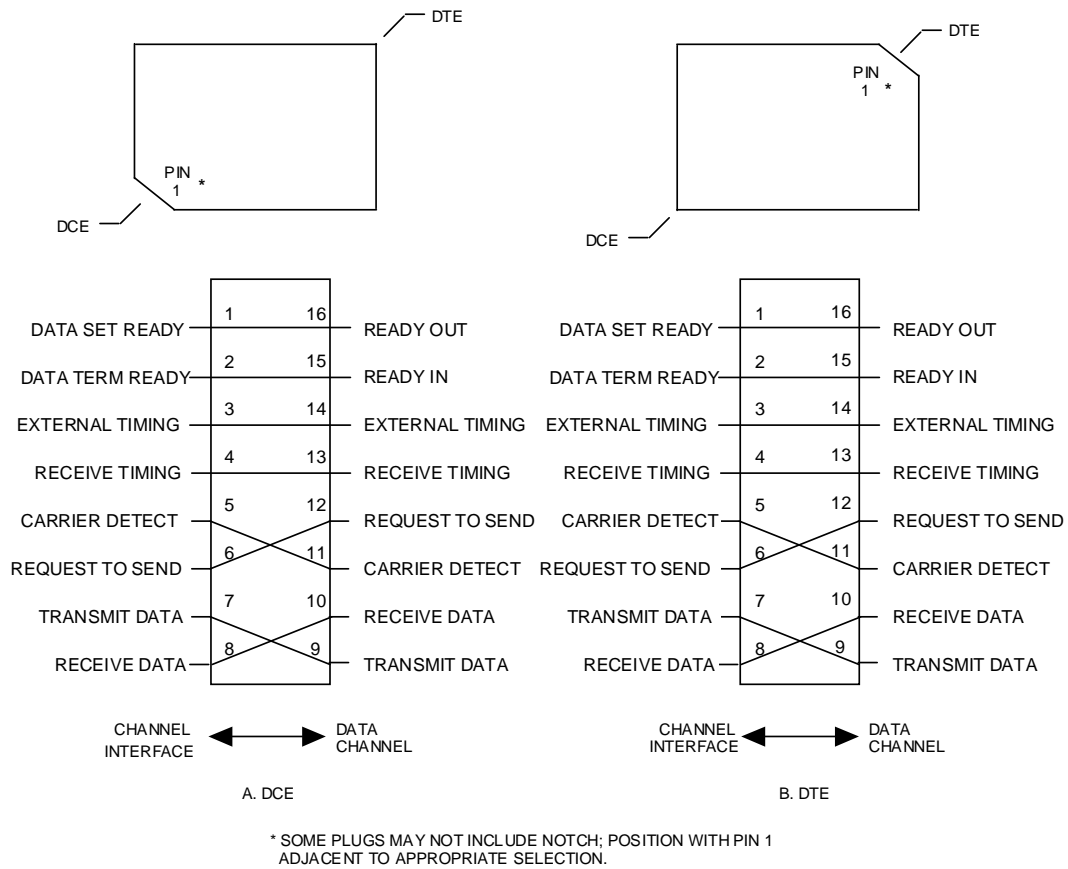 DTE
PIN
1 *
DCE
DTE
PIN
1 *
DCE
DATA SET READY 1 16 READY OUT
DATA TERM READY 2 15 READY IN
EXTERNAL TIMING 3 14 EXTERNAL TIMING
RECEIVE TIMING 4 13 RECEIVE TIMING
CARRIER DETECT 5 12 REQUEST TO SEND
REQUEST TO SEND 6 11 CARRIER DETECT
TRANSMIT DATA 7 10 RECEIVE DATA
RECEIVE DATA 8 9 TRANSMIT DATA
CHANNEL
INTERFACE
DATA
CHANNEL
A. DCE
DATA SET READY 1 16 READY OUT
DATA TERM READY 2 15 READY IN
EXTERNAL TIMING 3 14 EXTERNAL TIMING
RECEIVE TIMING 4 13 RECEIVE TIMING
CARRIER DETECT 5 12 REQUEST TO SEND
REQUEST TO SEND 6 11 CARRIER DETECT
TRANSMIT DATA 7 10 RECEIVE DATA
RECEIVE DATA 8 9 TRANSMIT DATA
CHANNEL
INTERFACE
DATA
CHANNEL
B. DTE
* SOME PLUGS MAY NOT INCLUDE NOTCH; POSITION WITH PIN 1
ADJACENT TO APPROPRIATE SELECTION.